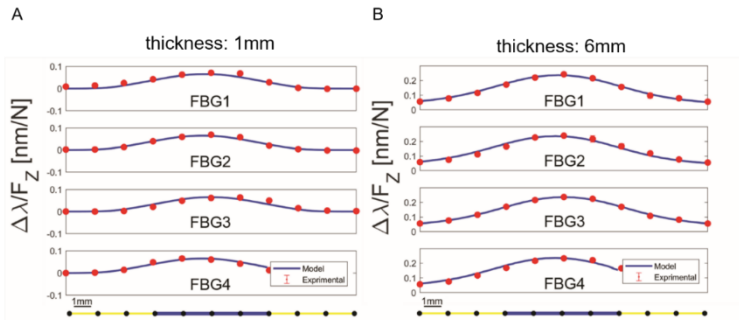 A
thickness: 1mm
Δλ/F_Z [nm/N]
0.1
0
-0.1
FBG1
0.1
0
-0.1
FBG2
0.1
0
-0.1
FBG3
0.1
0
-0.1
FBG4
Model
Exprimental
1mm
B
thickness: 6mm
Δλ/F_Z [nm/N]
0.2
0.1
0
FBG1
0.2
0.1
0
FBG2
0.2
0.1
0
FBG3
0.2
0.1
0
FBG4
Model
Exprimental
1mm